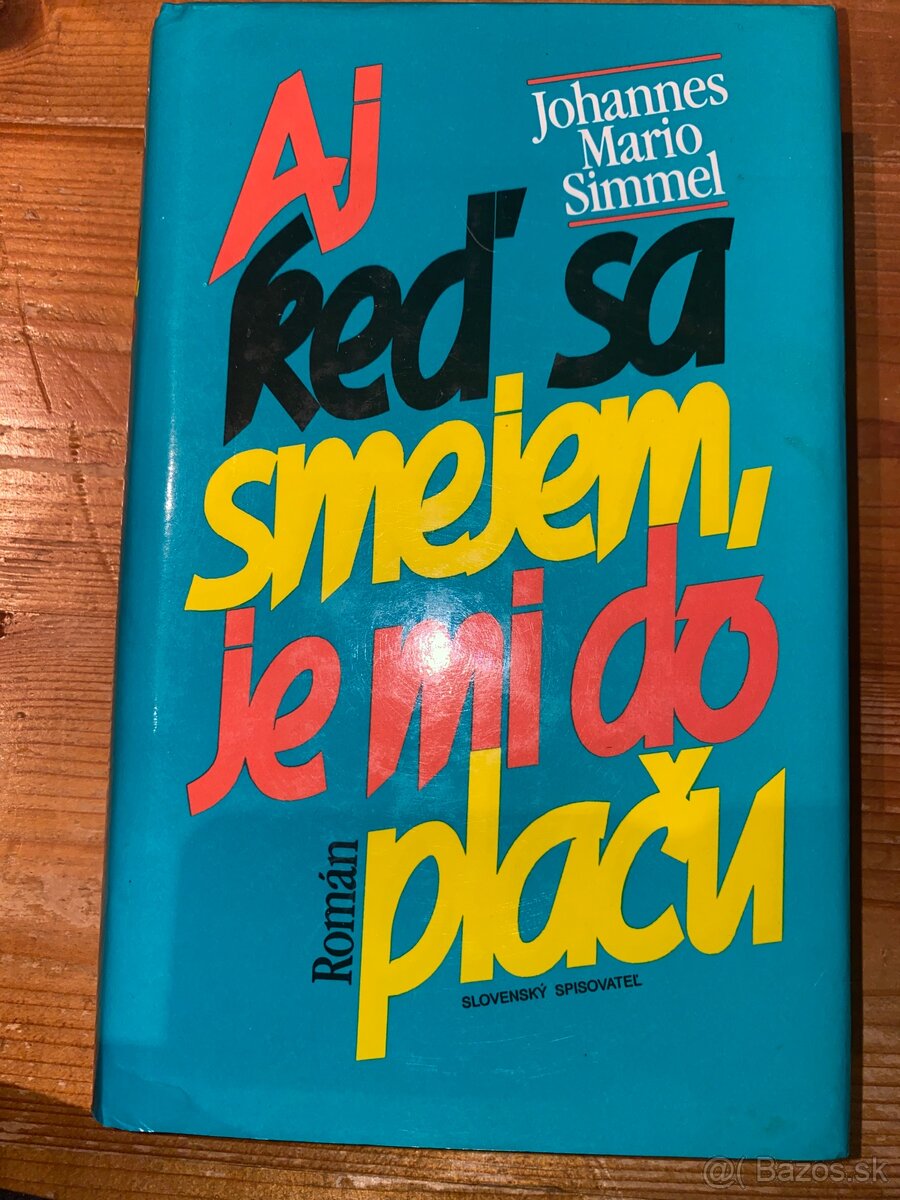 Johannes
Mario
Simmel
Aj
keď sa
smejem,
je mi do
plaču
Román
SLOVENSKÝ SPISOVATEĽ
@( Bazos.sk